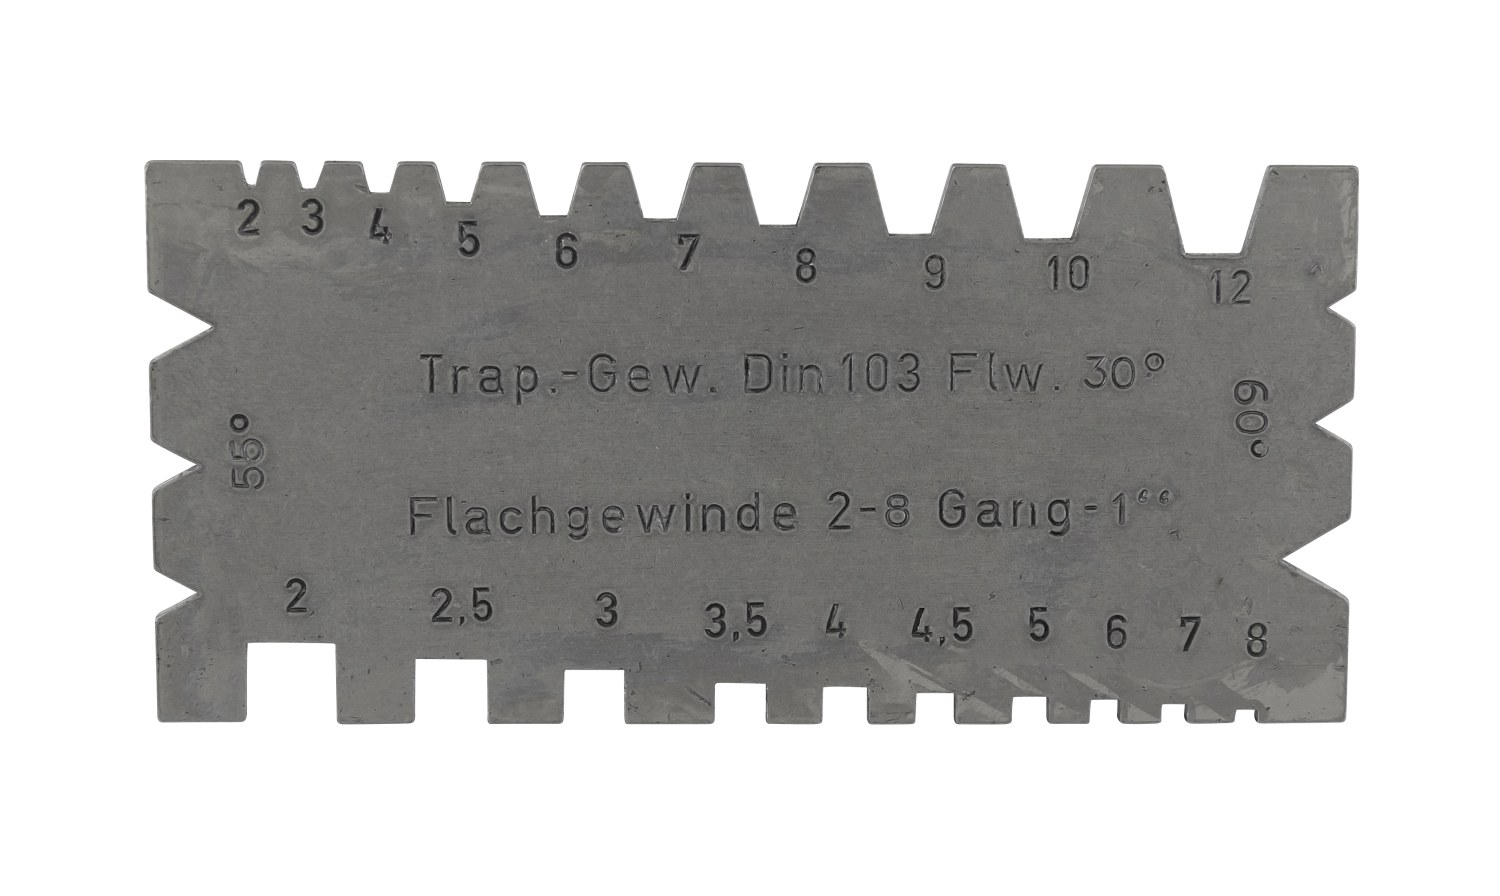 2 3 4 5 6 7 8 9 10 12
Trap.-Gew. Din 103 Flw. 30°
55°
60°
Flachgewinde 2-8 Gang-1“
2 2,5 3 3,5 4 4,5 5 6 7 8